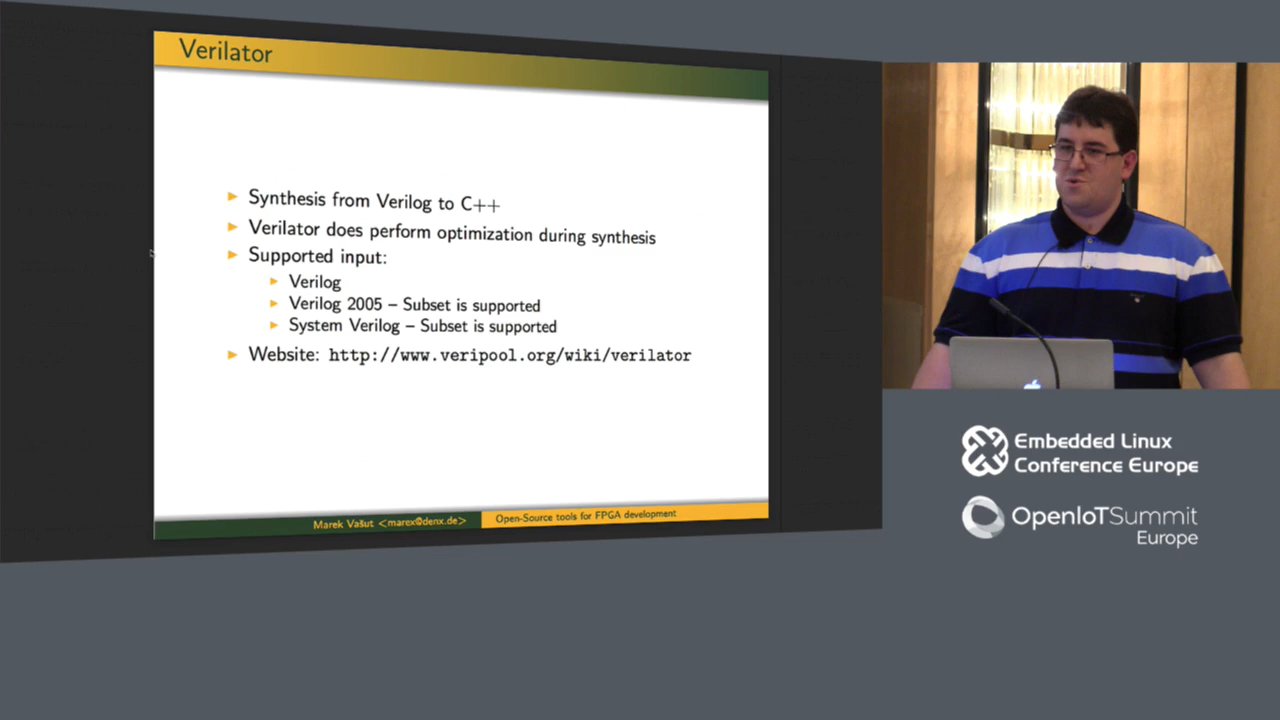 Verilator
Synthesis from Verilog to C++
Verilator does perform optimization during synthesis
Supported input:
Verilog
Verilog 2005 – Subset is supported
System Verilog – Subset is supported
Website: http://www.veripool.org/wiki/verilator
Marek Vašut <marex@denx.de>
Open-Source tools for FPGA development
Embedded Linux
Conference Europe
OpenIoTSummit
Europe